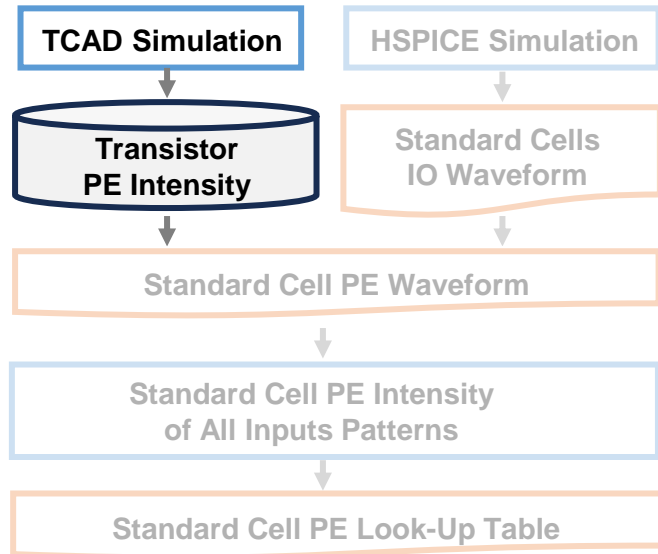 TCAD Simulation
HSPICE Simulation
Transistor
PE Intensity
Standard Cells
IO Waveform
Standard Cell PE Waveform
Standard Cell PE Intensity
of All Inputs Patterns
Standard Cell PE Look-Up Table